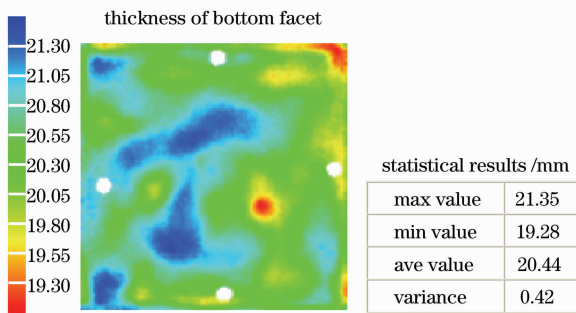 thickness of bottom facet
21.30
21.05
20.80
20.55
20.30
20.05
19.80
19.55
19.30
statistical results /mm
max value 21.35
min value 19.28
ave value 20.44
variance 0.42